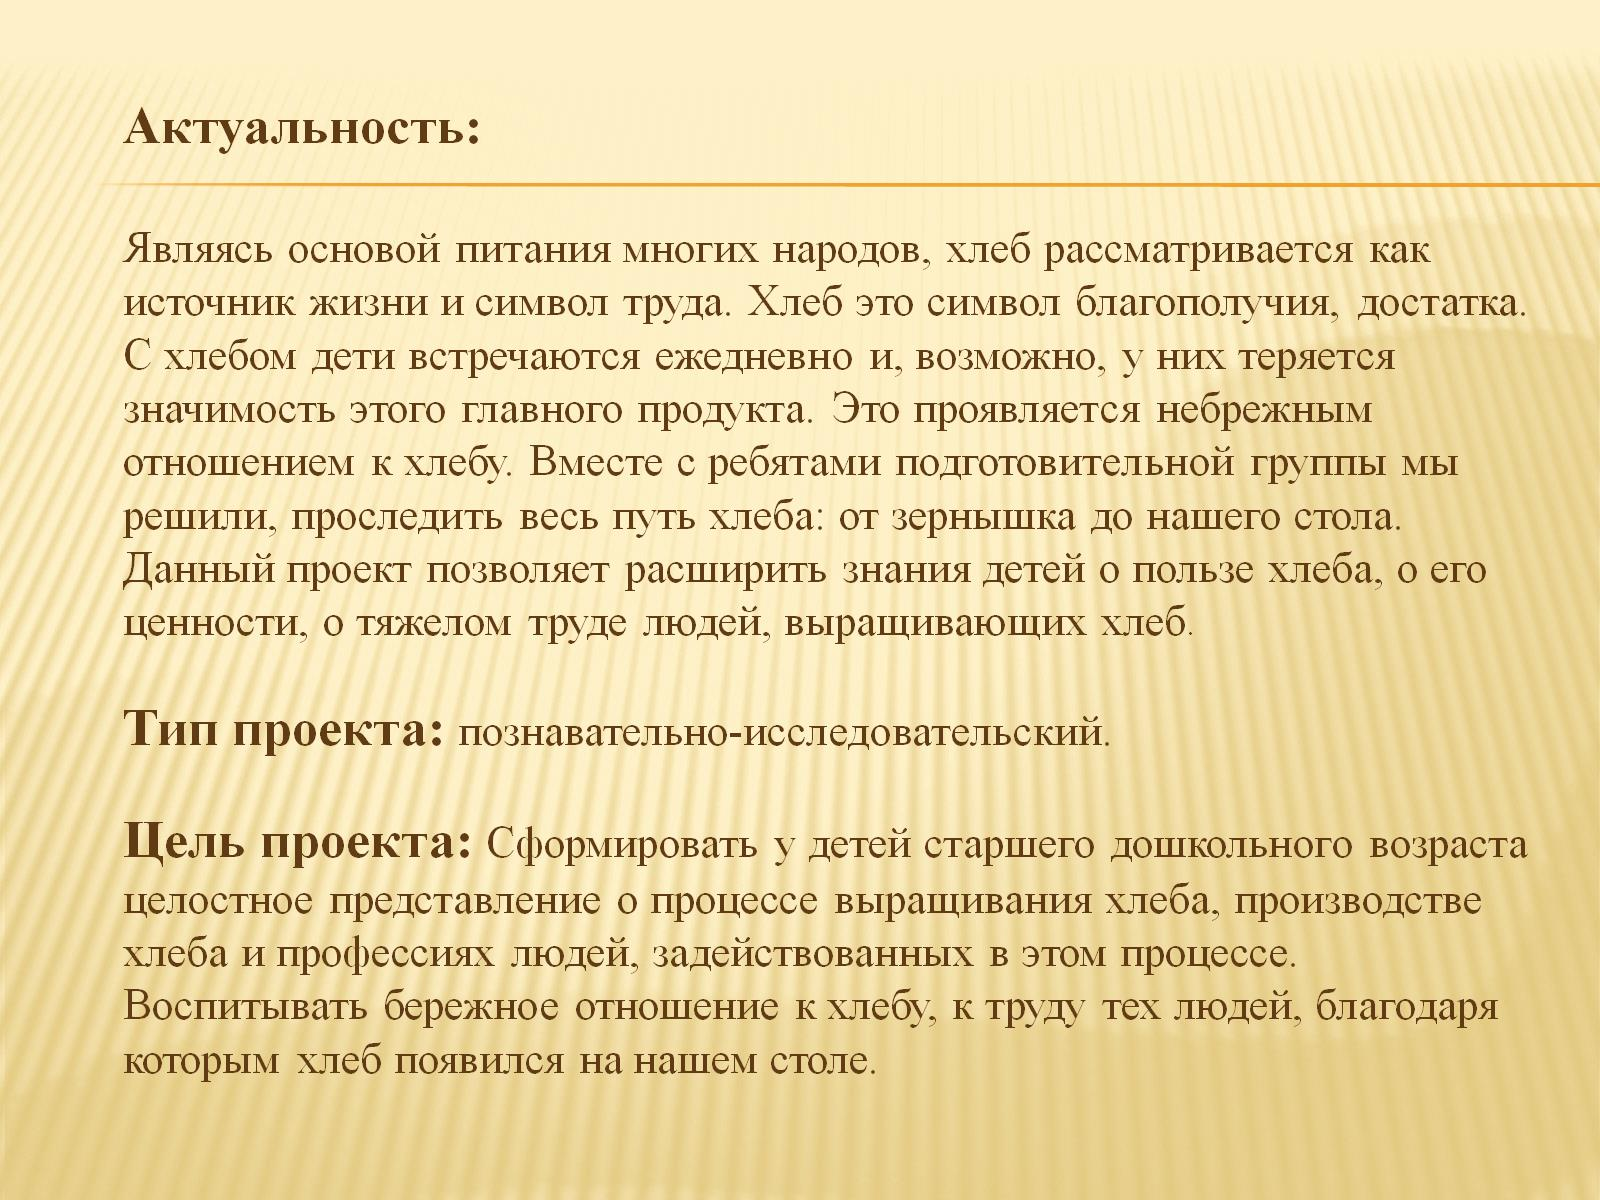 Актуальность:
Являясь основой питания многих народов, хлеб рассматривается как
источник жизни и символ труда. Хлеб это символ благополучия, достатка.
С хлебом дети встречаются ежедневно и, возможно, у них теряется
значимость этого главного продукта. Это проявляется небрежным
отношением к хлебу. Вместе с ребятами подготовительной группы мы
решили, проследить весь путь хлеба: от зернышка до нашего стола.
Данный проект позволяет расширить знания детей о пользе хлеба, о его
ценности, о тяжелом труде людей, выращивающих хлеб.
Тип проекта: познавательно-исследовательский.
Цель проекта: Сформировать у детей старшего дошкольного возраста
целостное представление о процессе выращивания хлеба, производстве
хлеба и профессиях людей, задействованных в этом процессе.
Воспитывать бережное отношение к хлебу, к труду тех людей, благодаря
которым хлеб появился на нашем столе.